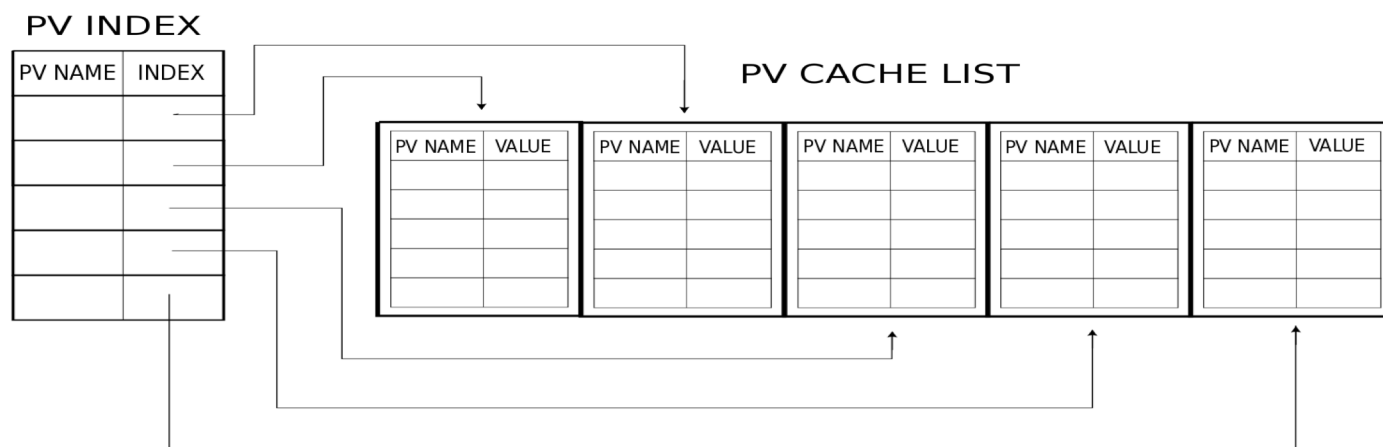 PV INDEX
PV NAME INDEX
PV CACHE LIST
PV NAME VALUE PV NAME VALUE PV NAME VALUE PV NAME VALUE PV NAME VALUE